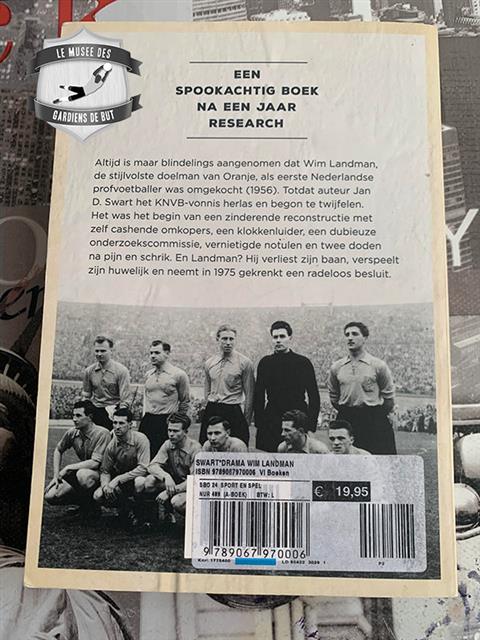 LE MUSEE DES
GARDIENS DE BUT
EEN
SPOOKACHTIG BOEK
NA EEN JAAR
RESEARCH
Altijd is maar blindelings aangenomen dat Wim Landman,
de stijlvolste doelman van Oranje, als eerste Nederlandse
profvoetballer was omgekocht (1956). Totdat auteur Jan
D. Swart het KNVB-vonnis herlas en begon te twijfelen.
Het was het begin van een zinderende reconstructie met
zelf cashende omkopers, een klokkenluider, een dubieuze
onderzoekscommissie, vernietigde notulen en twee doden
na pijn en schrik. En Landman? Hij verliest zijn baan, verspeelt
zijn huwelijk en neemt in 1975 gekrenkt een radeloos besluit.
SWART*DRAMA WIM LANDMAN
ISBN 9789067970006 VI Boeken
SBO 24 SPORT EN SPEL
NUR 489 (A-BOEK) BTW: L
€ 19,95
9 789067 970006